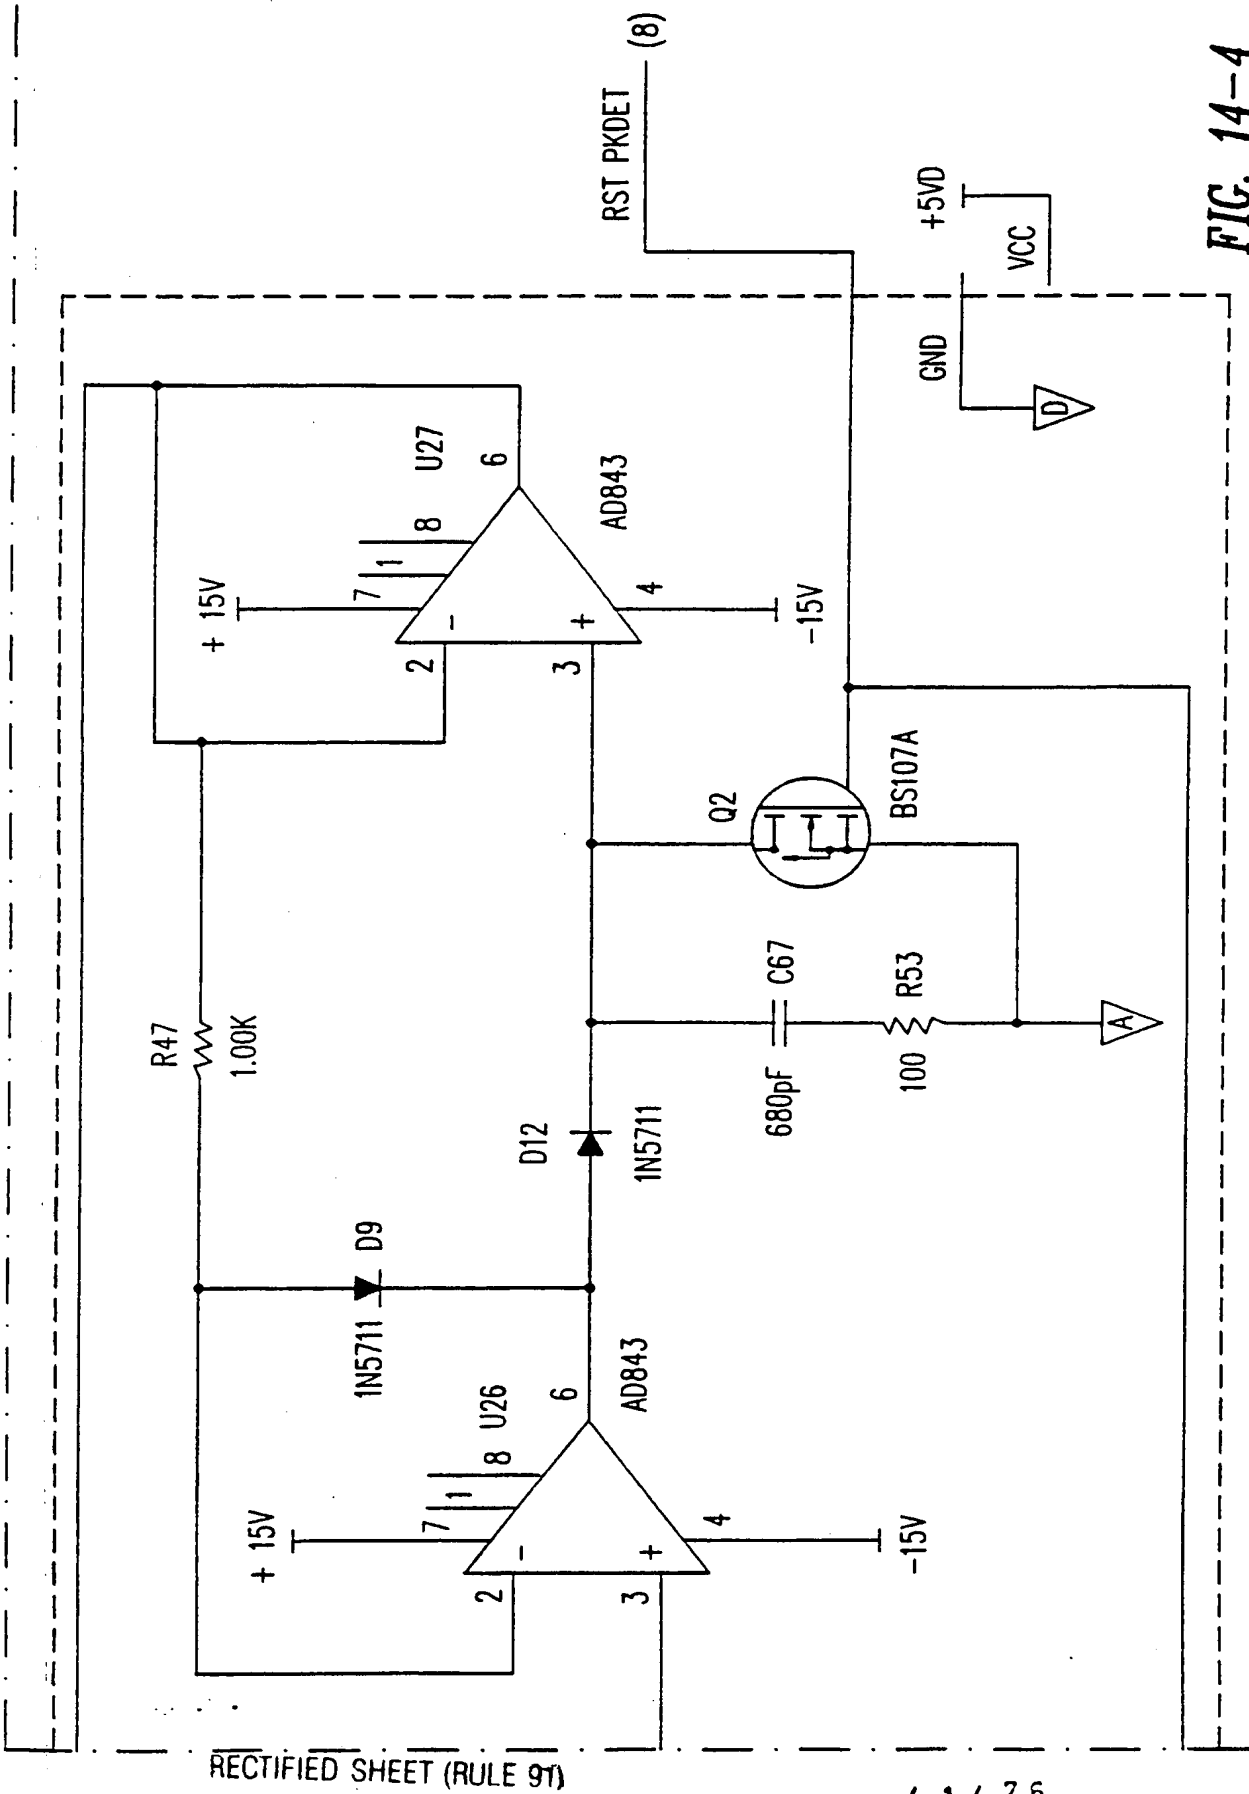 RST PKDET (8)
FIG. 14-4
+5VD
VCC
GND
D
U27
6
8
1
7
+ 15V
AD843
-
+
2
3
4
-15V
Q2
BS107A
R47
1.00K
D12
1N5711
C67
680pF
R53
100
A
1N5711 D9
U26
6
8
1
7
+ 15V
AD843
-
+
2
3
4
-15V
RECTIFIED SHEET (RULE 91)